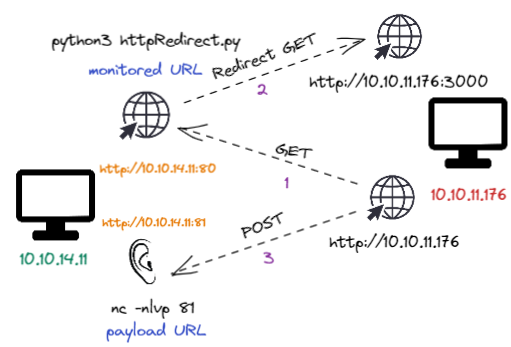 python3 httpRedirect.py
monitored URL
Redirect GET
2
http://10.10.11.176:3000
GET
1
http://10.10.14.11:80
10.10.11.176
http://10.10.14.11:81
POST
http://10.10.11.176
10.10.14.11
3
nc -nlvp 81
payload URL